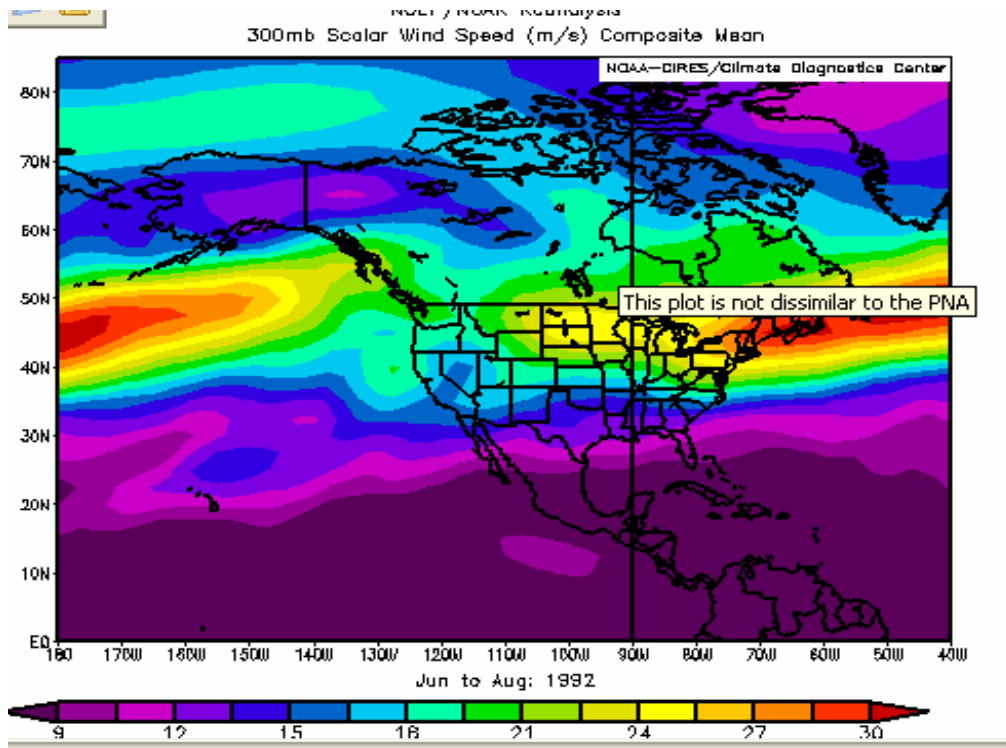 300mb Scalar Wind Speed (m/s) Composite Mean
NOAA-CIRES/Climate Diagnostics Center
80N
70N
60N
50N
This plot is not dissimilar to the PNA
40N
30N
20N
10N
EQ
180 170W 160W 150W 140W 130W 120W 110W 100W 90W 80W 70W 60W 50W 40W
Jun to Aug: 1992
9 12 15 18 21 24 27 30